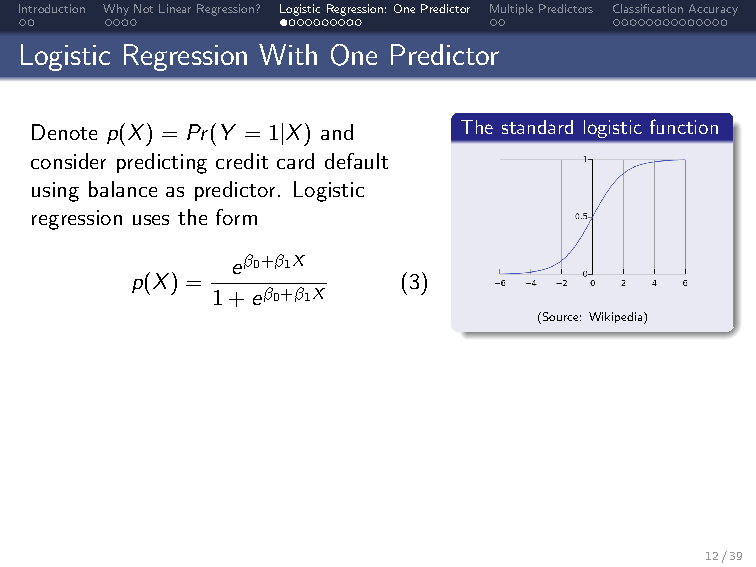 Introduction Why Not Linear Regression? Logistic Regression: One Predictor Multiple Predictors Classification Accuracy
Logistic Regression With One Predictor
Denote p(X) = Pr(Y = 1|X) and
consider predicting credit card default
using balance as predictor. Logistic
regression uses the form
p(X) = e^{β₀+β₁X} / (1 + e^{β₀+β₁X}) (3)
The standard logistic function
1
0.5
0
−6 −4 −2 0 2 4 6
(Source: Wikipedia)
12 / 39